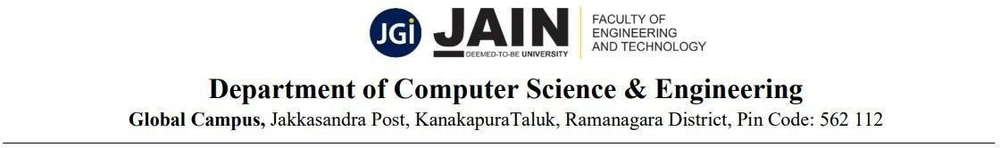 JGi JAIN
DEEMED-TO-BE UNIVERSITY
FACULTY OF
ENGINEERING
AND TECHNOLOGY
Department of Computer Science & Engineering
Global Campus, Jakkasandra Post, KanakapuraTaluk, Ramanagara District, Pin Code: 562 112